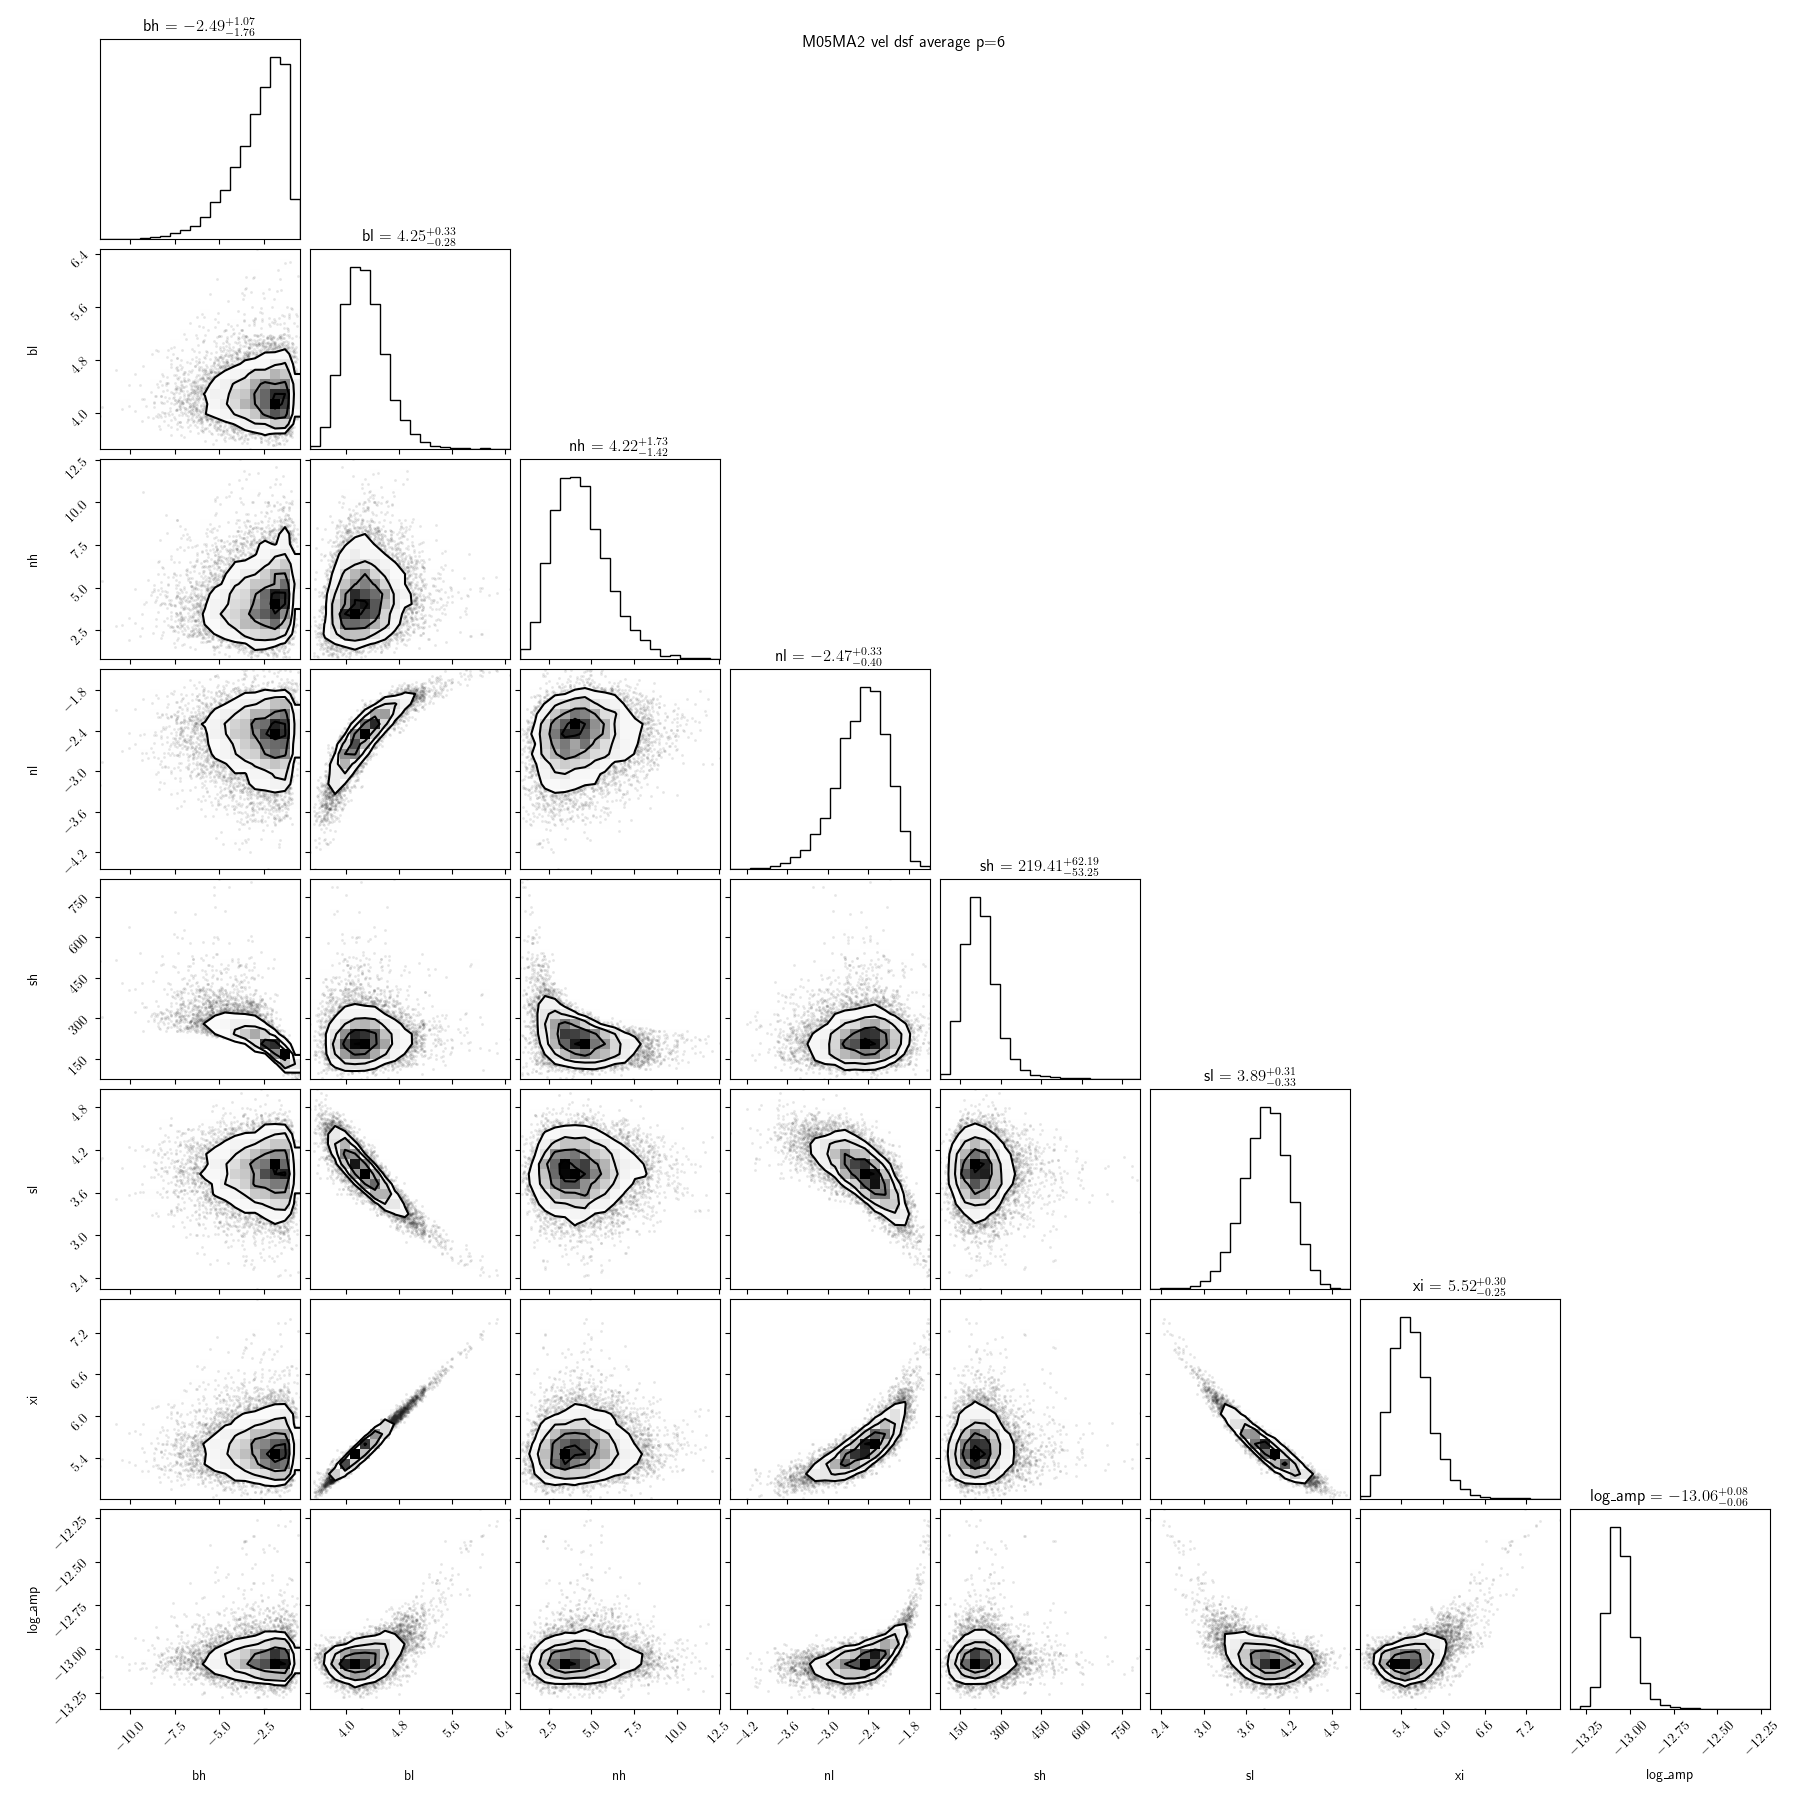 M05MA2 vel dsf average p=6
bh = −2.49 +1.07 −1.76
bl = 4.25 +0.33 −0.28
bl
6.4
5.6
4.8
4.0
nh = 4.22 +1.73 −1.42
nh
12.5
10.0
7.5
5.0
2.5
nl = −2.47 +0.33 −0.40
nl
−1.8
−2.4
−3.0
−3.6
−4.2
sh = 219.41 +62.19 −53.25
sh
750
600
450
300
150
sl = 3.89 +0.31 −0.33
sl
4.8
4.2
3.6
3.0
2.4
xi = 5.52 +0.30 −0.25
xi
7.2
6.6
6.0
5.4
log_amp = −13.06 +0.08 −0.06
log_amp
−12.25
−12.50
−12.75
−13.00
−13.25
−10.0 −7.5 −5.0 −2.5 4.0 4.8 5.6 6.4 2.5 5.0 7.5 10.0 12.5 −4.2 −3.6 −3.0 −2.4 −1.8 150 300 450 600 750 2.4 3.0 3.6 4.2 4.8 5.4 6.0 6.6 7.2 −13.25 −13.00 −12.75 −12.50 −12.25
bh bl nh nl sh sl xi log_amp